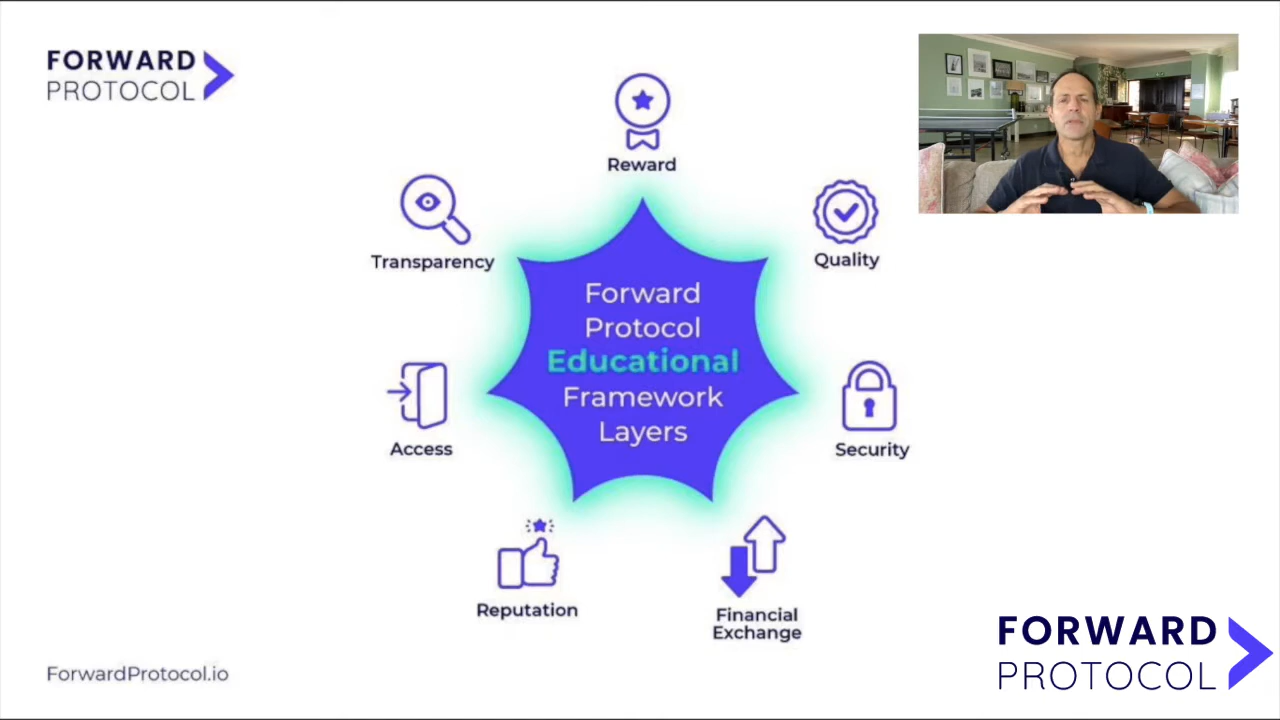 FORWARD
PROTOCOL
Reward
Transparency
Quality
Forward
Protocol
Educational
Framework
Layers
Access
Security
Reputation
Financial
Exchange
ForwardProtocol.io
FORWARD
PROTOCOL